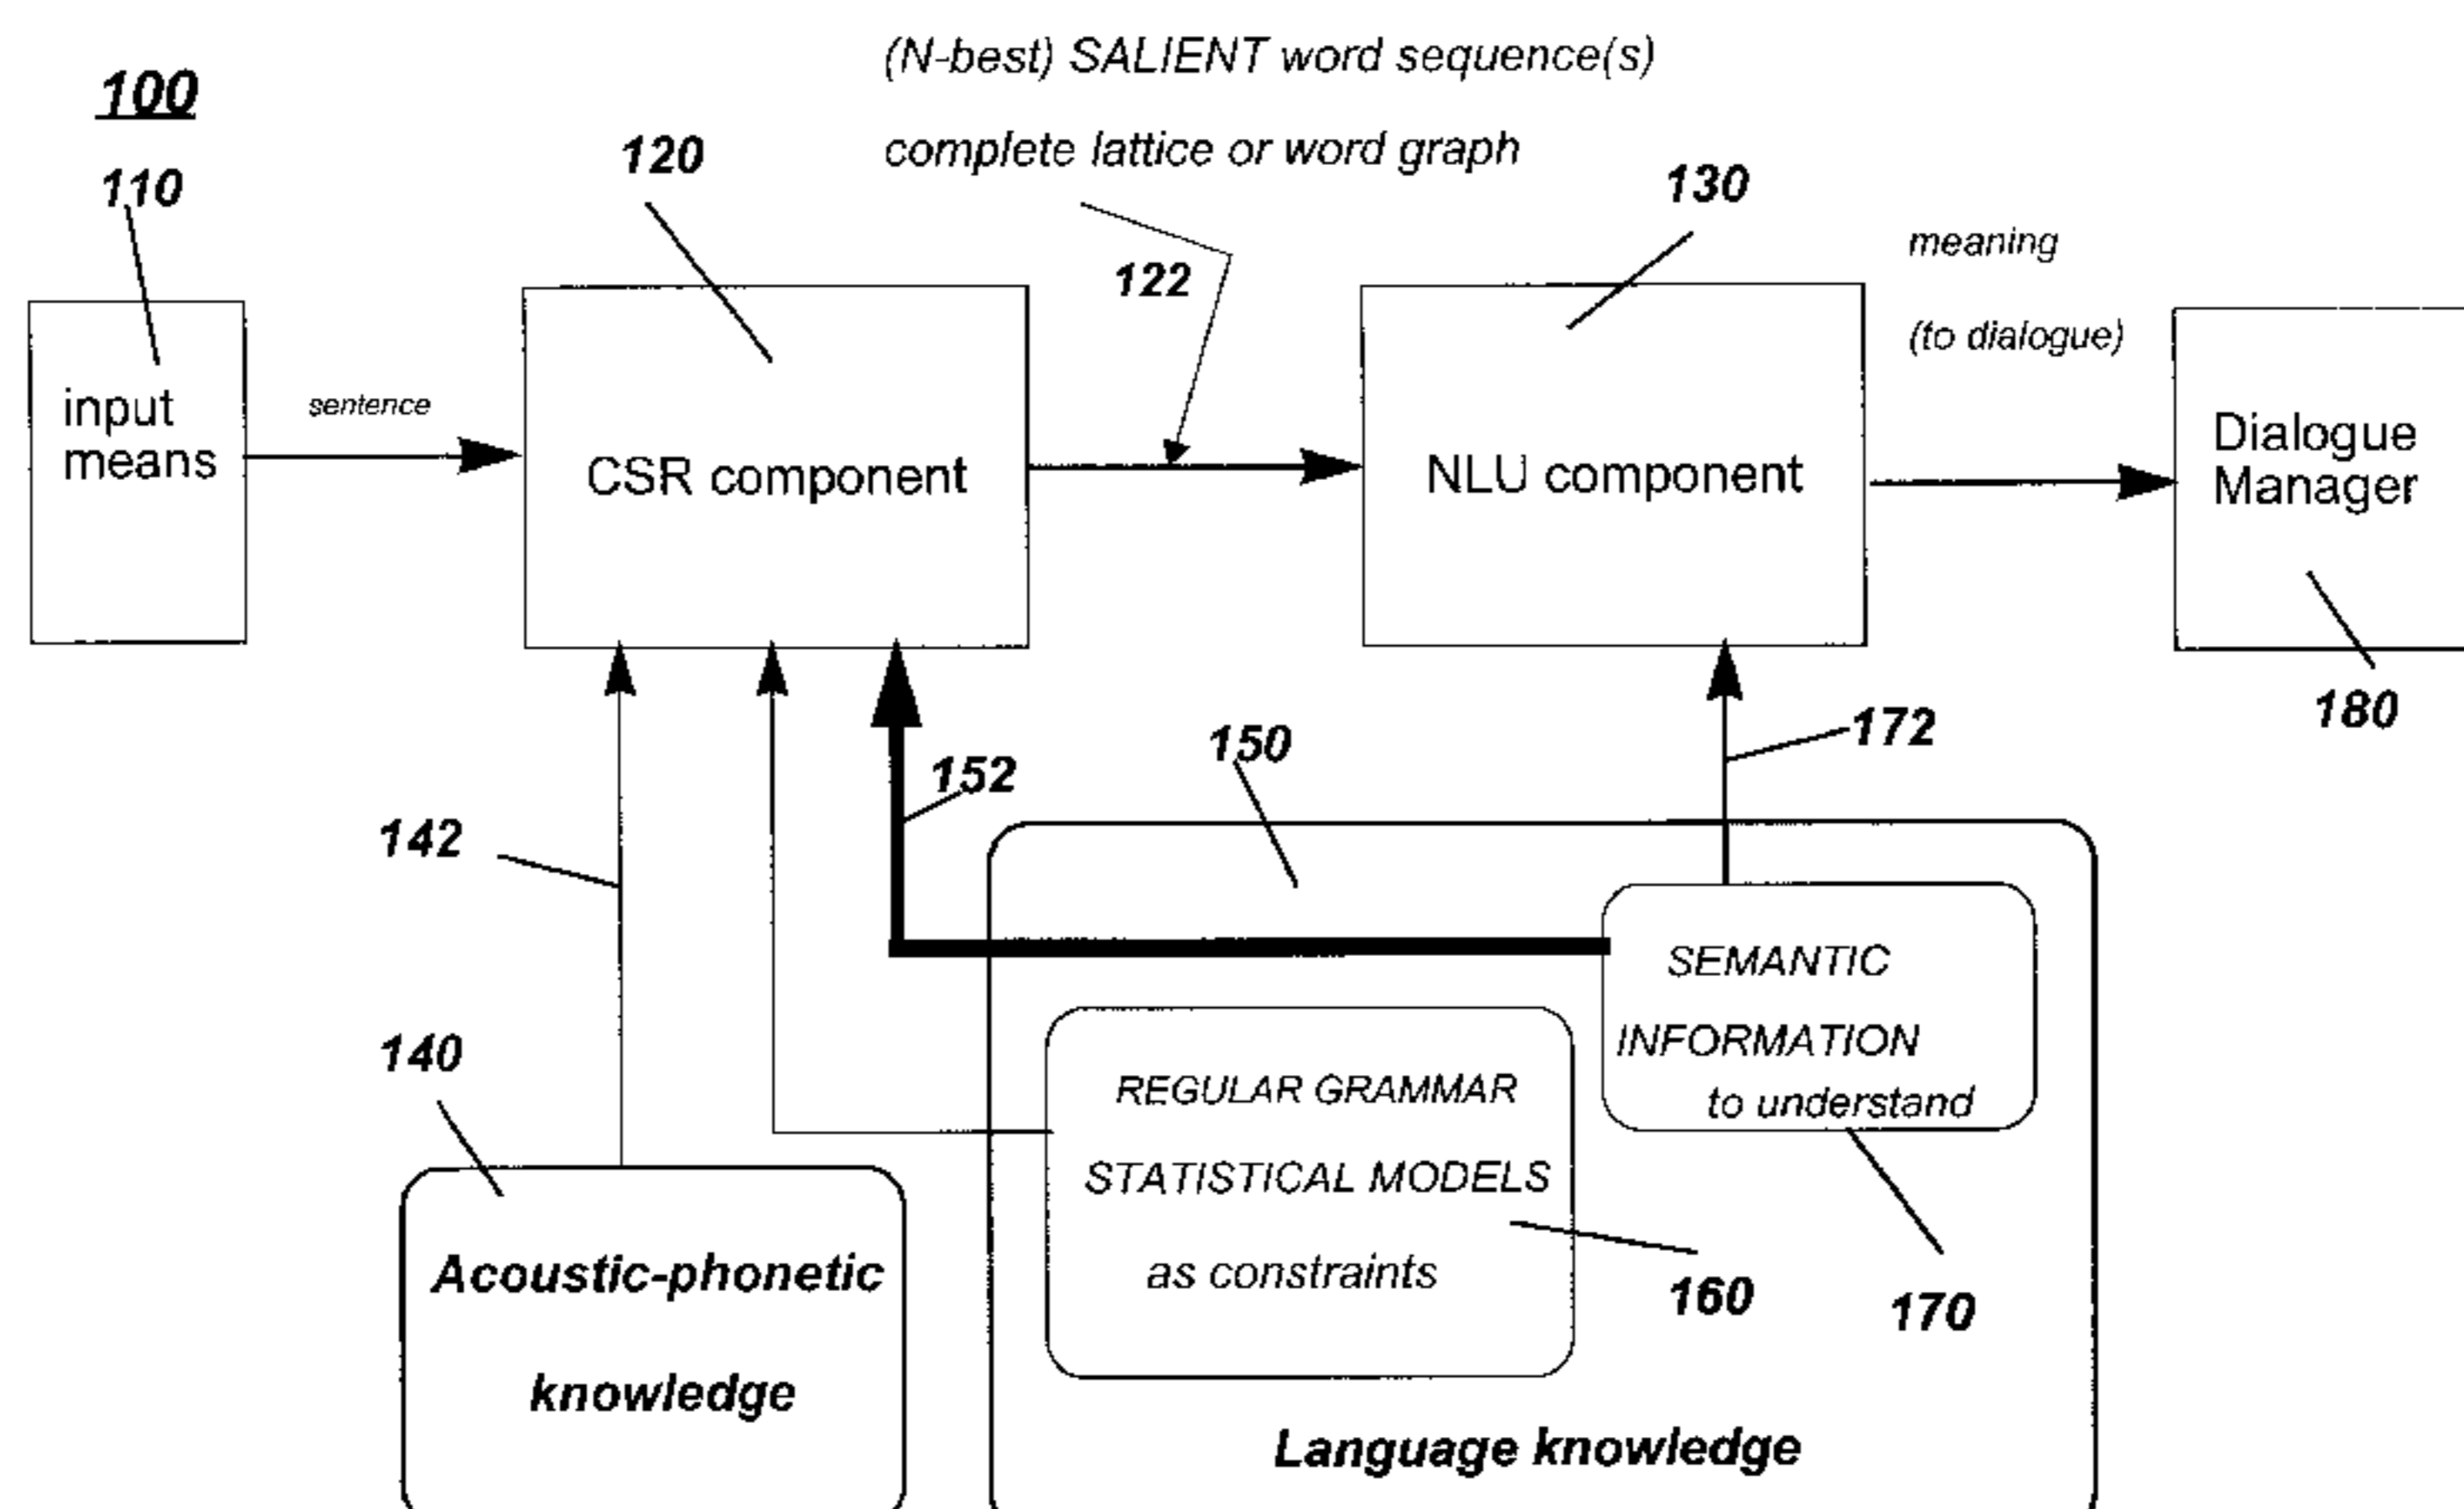 100
110
120
(N-best) SALIENT word sequence(s)
complete lattice or word graph
122
130
meaning
(to dialogue)
input
means
sentence
CSR component
NLU component
Dialogue
Manager
180
142
152
150
172
140
Acoustic-phonetic
knowledge
REGULAR GRAMMAR
STATISTICAL MODELS
as constraints
160
SEMANTIC
INFORMATION
to understand
170
Language knowledge